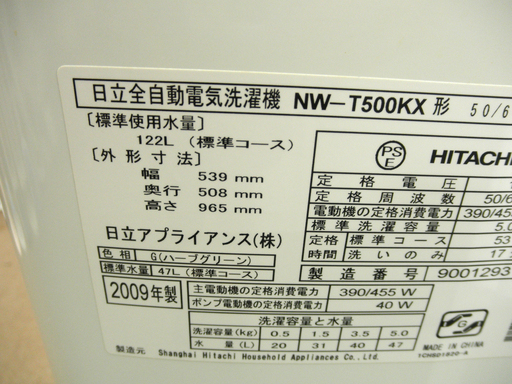 日立全自動電気洗濯機 NW-T500KX 形 50/6
〔標準使用水量〕
122L (標準コース)
〔外形寸法〕
幅 539 mm
奥行 508 mm
高さ 965 mm
日立アプライアンス(株)
色相 G(ハーブグリーン)
標準水量 47L (標準コース)
2009年製
PSE
HITACHI
定格電圧
定格周波数 50/6
電動機の定格消費電力 390/455
標準洗濯容量 5.0
定格時間 標準コース 53
洗いのみ 17
製造番号 9001293
主電動機の定格消費電力 390/455 W
ポンプ電動機の定格消費電力 40 W
洗濯容量と水量
洗濯容量(kg) 0.5 1.5 3.5 5.0
水量(L) 20 31 40 47
製造元 Shanghai Hitachi Household Appliances Co., Ltd.
MADE IN CHINA
1CHS01820-A